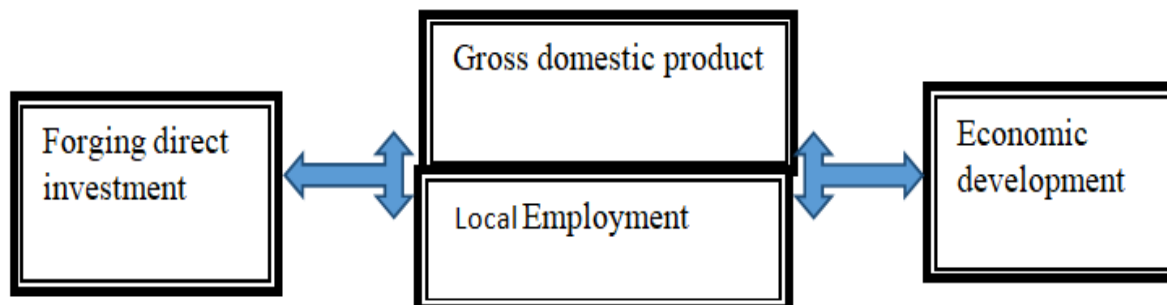 Gross domestic product
Forging direct
investment
Local Employment
Economic
development